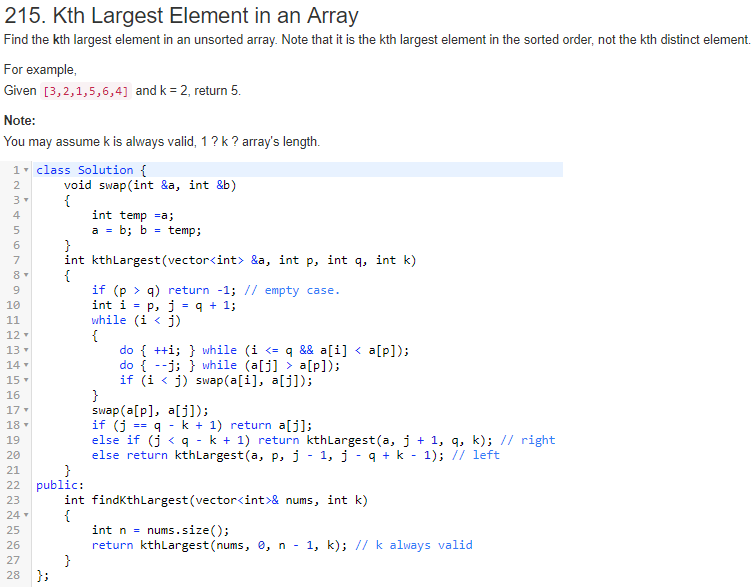 215. Kth Largest Element in an Array
Find the kth largest element in an unsorted array. Note that it is the kth largest element in the sorted order, not the kth distinct element.
For example,
Given [3,2,1,5,6,4] and k = 2, return 5.
Note:
You may assume k is always valid, 1 ? k ? array's length.
1 class Solution {
2 void swap(int &a, int &b)
3 {
4 int temp =a;
5 a = b; b = temp;
6 }
7 int kthLargest(vector<int> &a, int p, int q, int k)
8 {
9 if (p > q) return -1; // empty case.
10 int i = p, j = q + 1;
11 while (i < j)
12 {
13 do { ++i; } while (i <= q && a[i] < a[p]);
14 do { --j; } while (a[j] > a[p]);
15 if (i < j) swap(a[i], a[j]);
16 }
17 swap(a[p], a[j]);
18 if (j == q - k + 1) return a[j];
19 else if (j < q - k + 1) return kthLargest(a, j + 1, q, k); // right
20 else return kthLargest(a, p, j - 1, j - q + k - 1); // left
21 }
22 public:
23 int findKthLargest(vector<int>& nums, int k)
24 {
25 int n = nums.size();
26 return kthLargest(nums, 0, n - 1, k); // k always valid
27 }
28 };